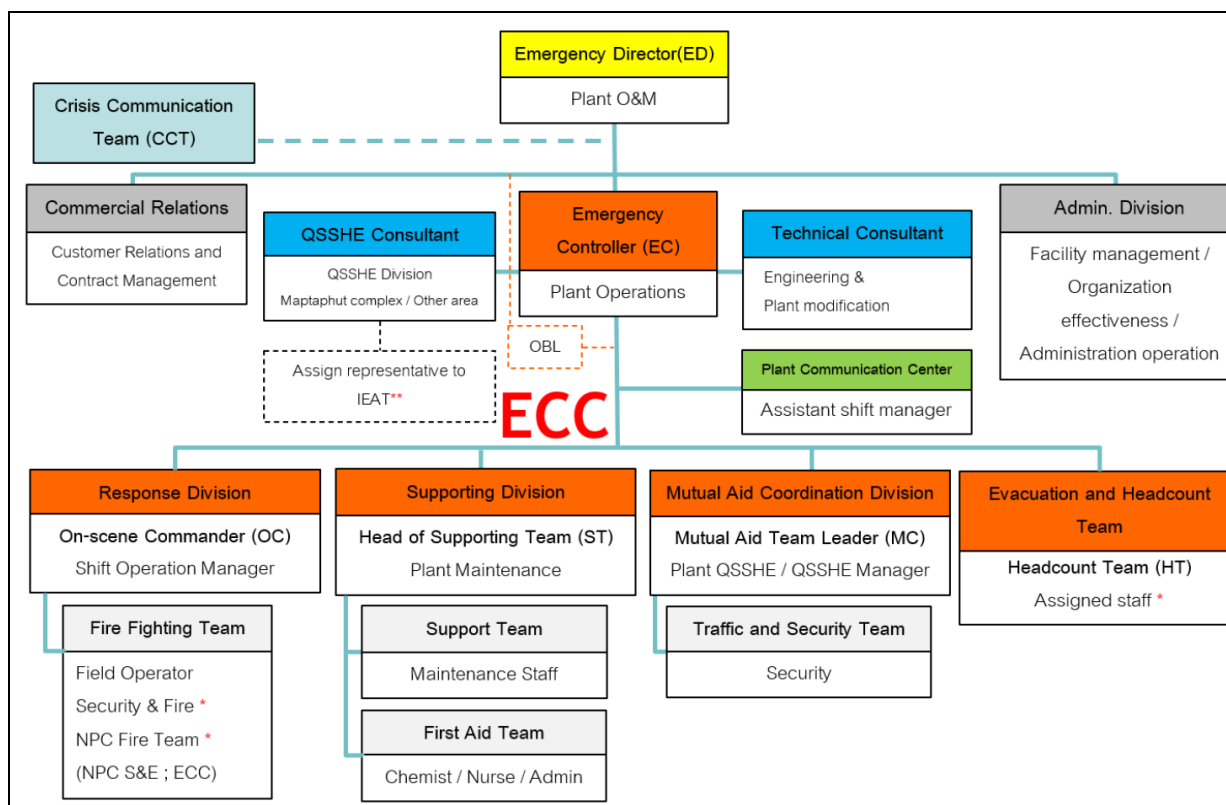 Emergency Director(ED)
Plant O&M
Crisis Communication
Team (CCT)
Commercial Relations
Customer Relations and
Contract Management
QSSHE Consultant
QSSHE Division
Maptaphut complex / Other area
Assign representative to
IEAT**
Emergency
Controller (EC)
Plant Operations
OBL
Technical Consultant
Engineering &
Plant modification
Admin. Division
Facility management /
Organization
effectiveness /
Administration operation
Plant Communication Center
Assistant shift manager
ECC
Response Division
On-scene Commander (OC)
Shift Operation Manager
Fire Fighting Team
Field Operator
Security & Fire *
NPC Fire Team *
(NPC S&E ; ECC)
Supporting Division
Head of Supporting Team (ST)
Plant Maintenance
Support Team
Maintenance Staff
First Aid Team
Chemist / Nurse / Admin
Mutual Aid Coordination Division
Mutual Aid Team Leader (MC)
Plant QSSHE / QSSHE Manager
Traffic and Security Team
Security
Evacuation and Headcount
Team
Headcount Team (HT)
Assigned staff *